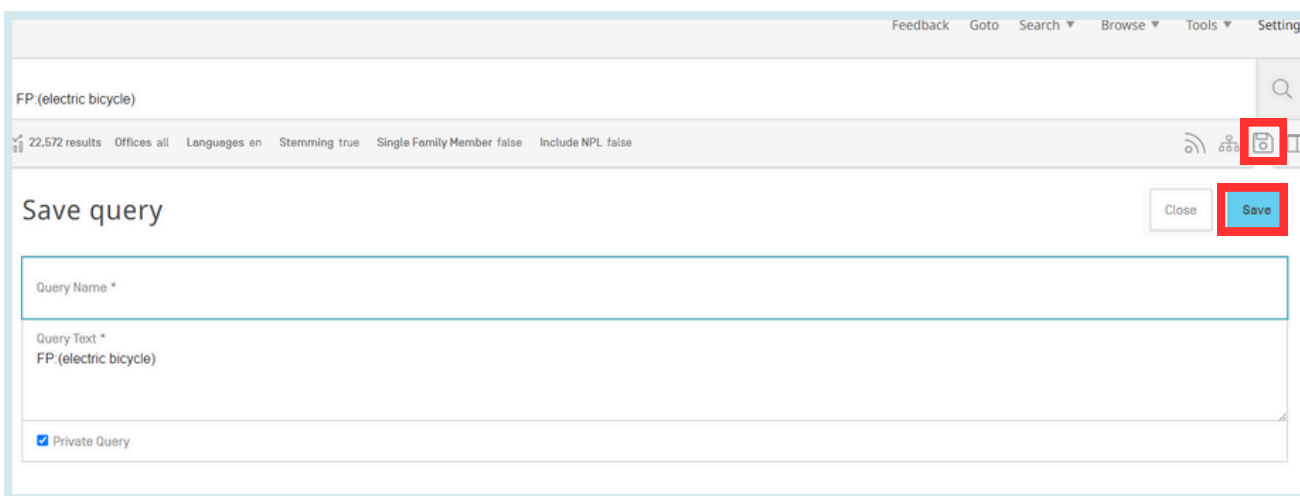 Feedback Goto Search ▼ Browse ▼ Tools ▼ Setting
FP:(electric bicycle)
22,572 results Offices all Languages en Stemming true Single Family Member false Include NPL false
Save query
Close Save
Query Name *
Query Text *
FP:(electric bicycle)
Private Query